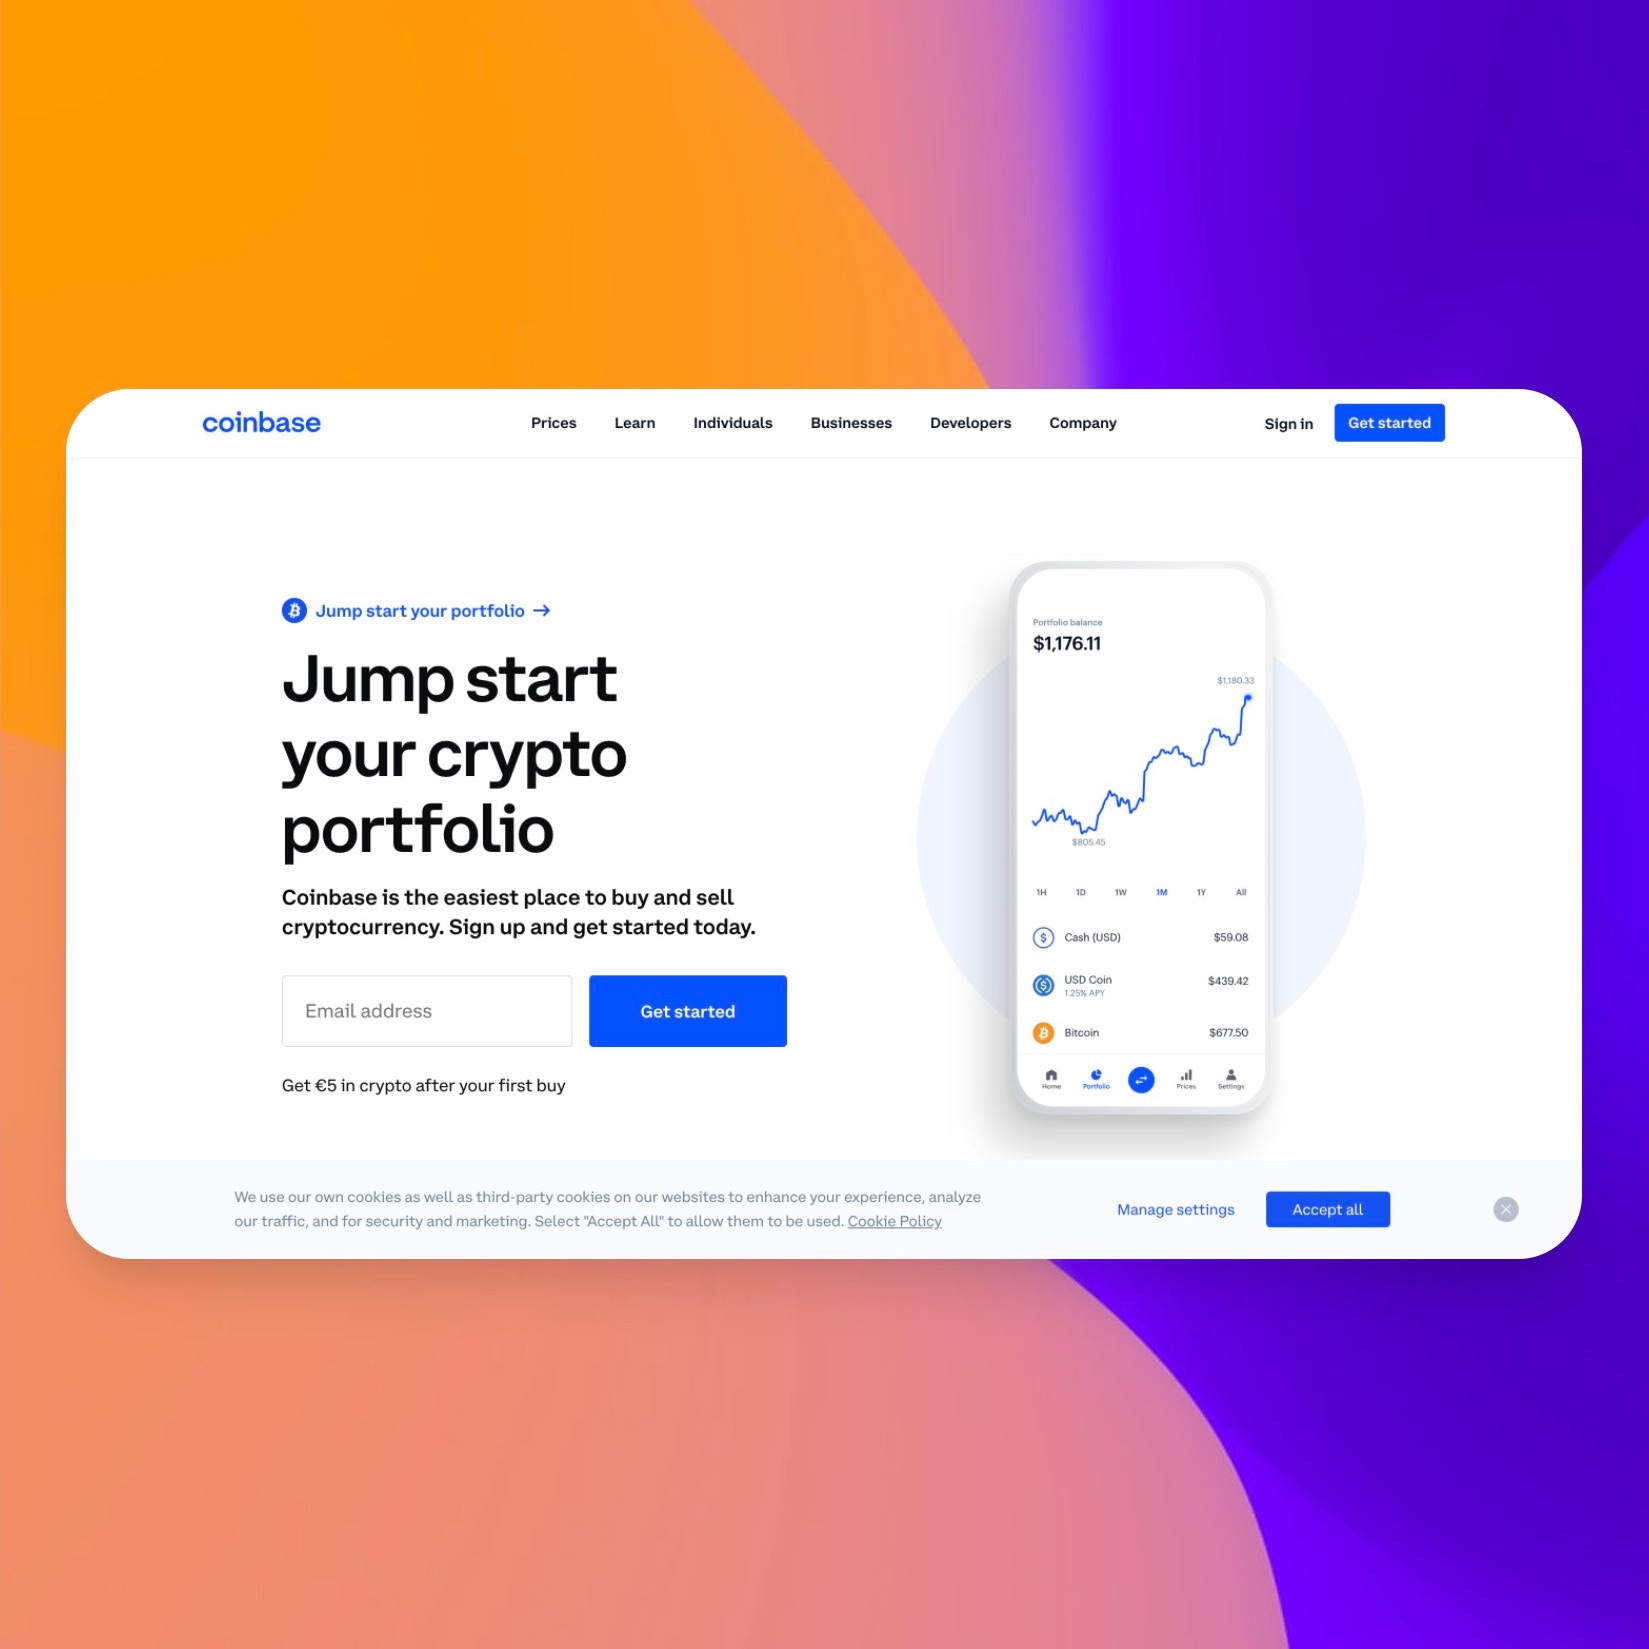 coinbase
Prices Learn Individuals Businesses Developers Company
Sign in Get started
Jump start your portfolio →
Jump start
your crypto
portfolio
Coinbase is the easiest place to buy and sell
cryptocurrency. Sign up and get started today.
Email address
Get started
Get €5 in crypto after your first buy
Portfolio balance
$1,176.11
$1,180.33
$805.45
1H 1D 1W 1M 1Y All
Cash (USD) $59.08
USD Coin $439.42
1.25% APY
Bitcoin $677.50
Home Portfolio Prices Settings
We use our own cookies as well as third-party cookies on our websites to enhance your experience, analyze
our traffic, and for security and marketing. Select "Accept All" to allow them to be used. Cookie Policy
Manage settings
Accept all